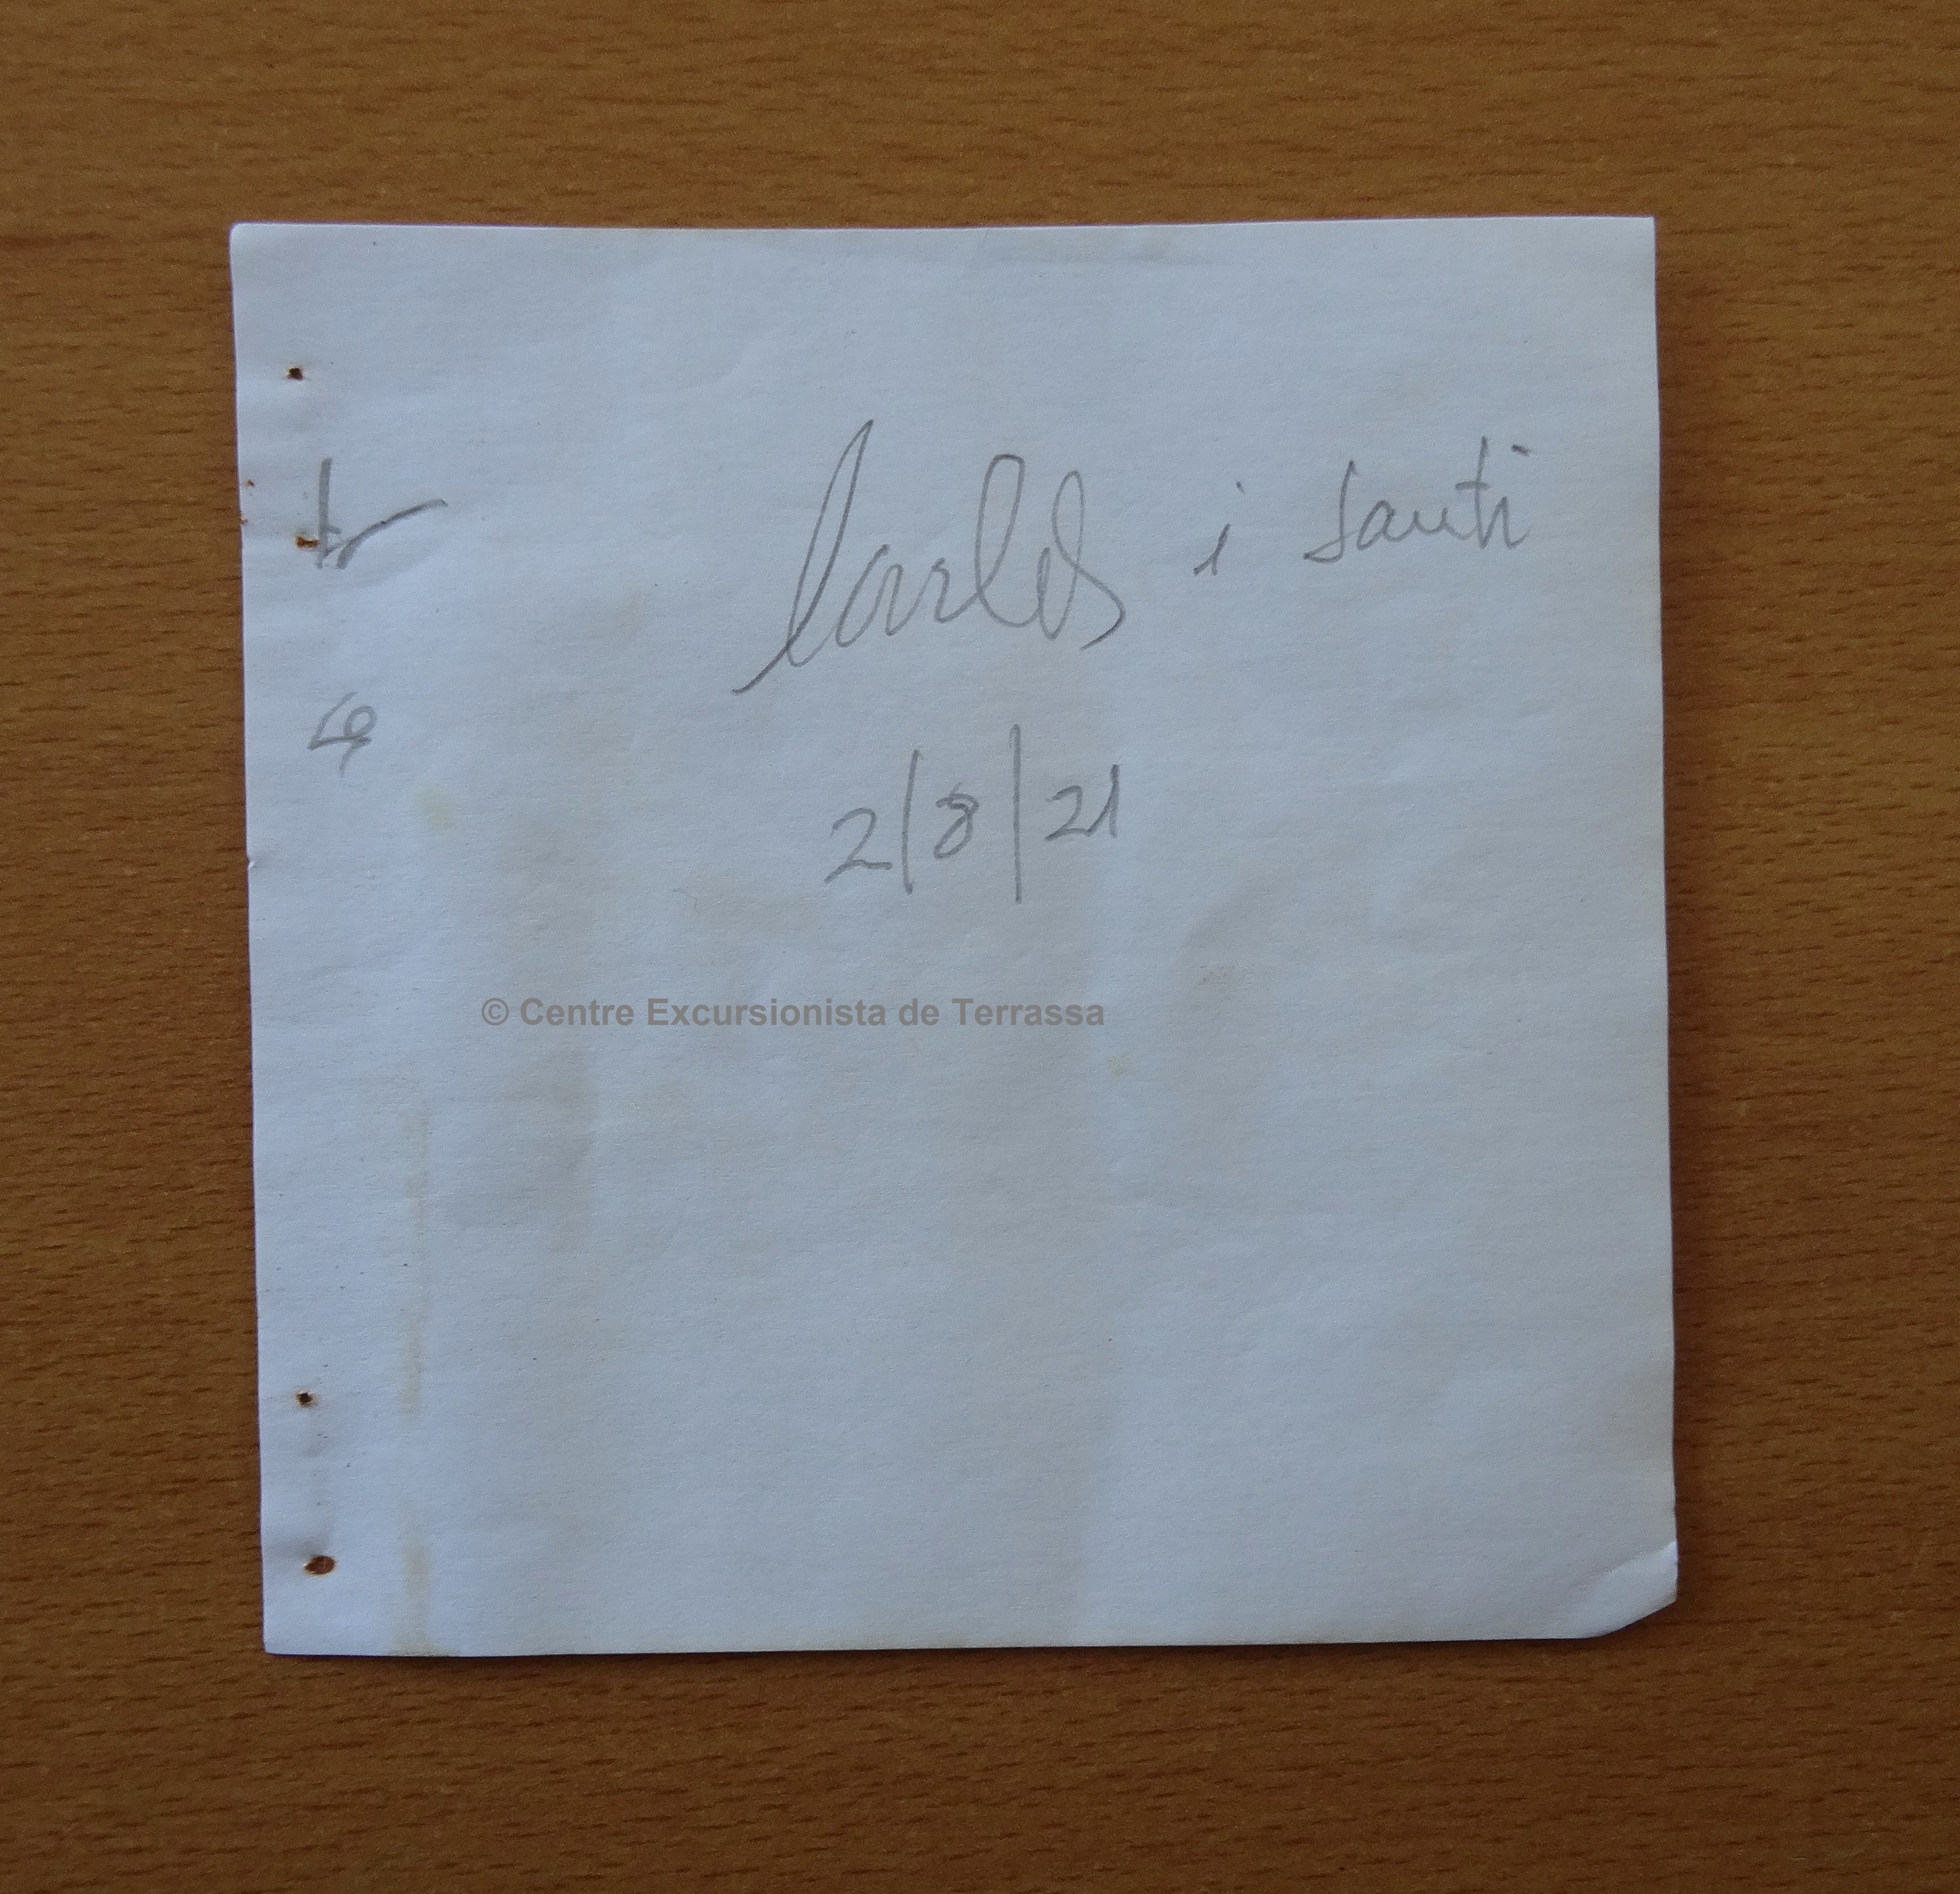 Carles i Santi
2/8/21
© Centre Excursionista de Terrassa